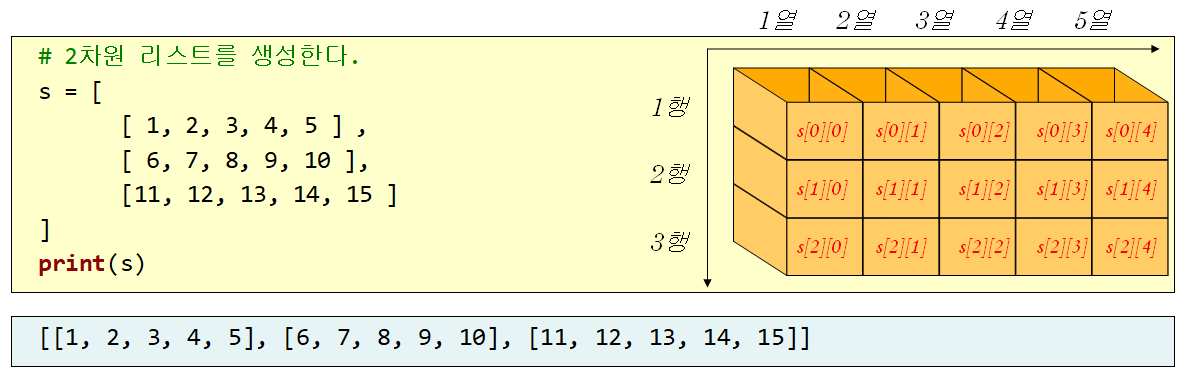 1열 2열 3열 4열 5열
# 2차원 리스트를 생성한다.
s = [
[ 1, 2, 3, 4, 5 ] ,
[ 6, 7, 8, 9, 10 ],
[11, 12, 13, 14, 15 ]
]
print(s)
1행
s[0][0] s[0][1] s[0][2] s[0][3] s[0][4]
2행
s[1][0] s[1][1] s[1][2] s[1][3] s[1][4]
3행
s[2][0] s[2][1] s[2][2] s[2][3] s[2][4]
[[1, 2, 3, 4, 5], [6, 7, 8, 9, 10], [11, 12, 13, 14, 15]]